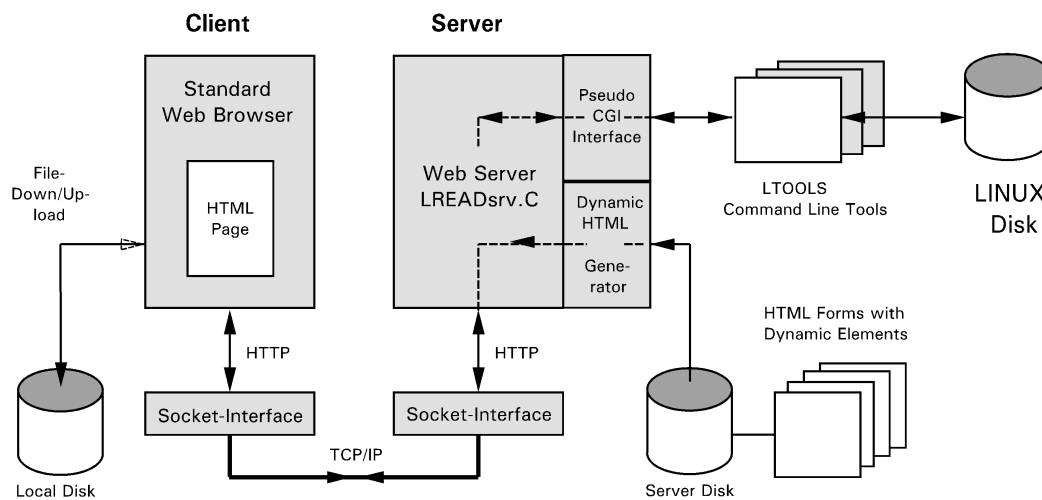 Client
Server
Standard
Web Browser
HTML
Page
File-
Down/Up-
load
Web Server
LREADsrv.C
Pseudo
CGI
Interface
Dynamic
HTML
Gene-
rator
LTOOLS
Command Line Tools
LINUX
Disk
HTML Forms with
Dynamic Elements
HTTP
HTTP
Socket-Interface
Socket-Interface
TCP/IP
Local Disk
Server Disk